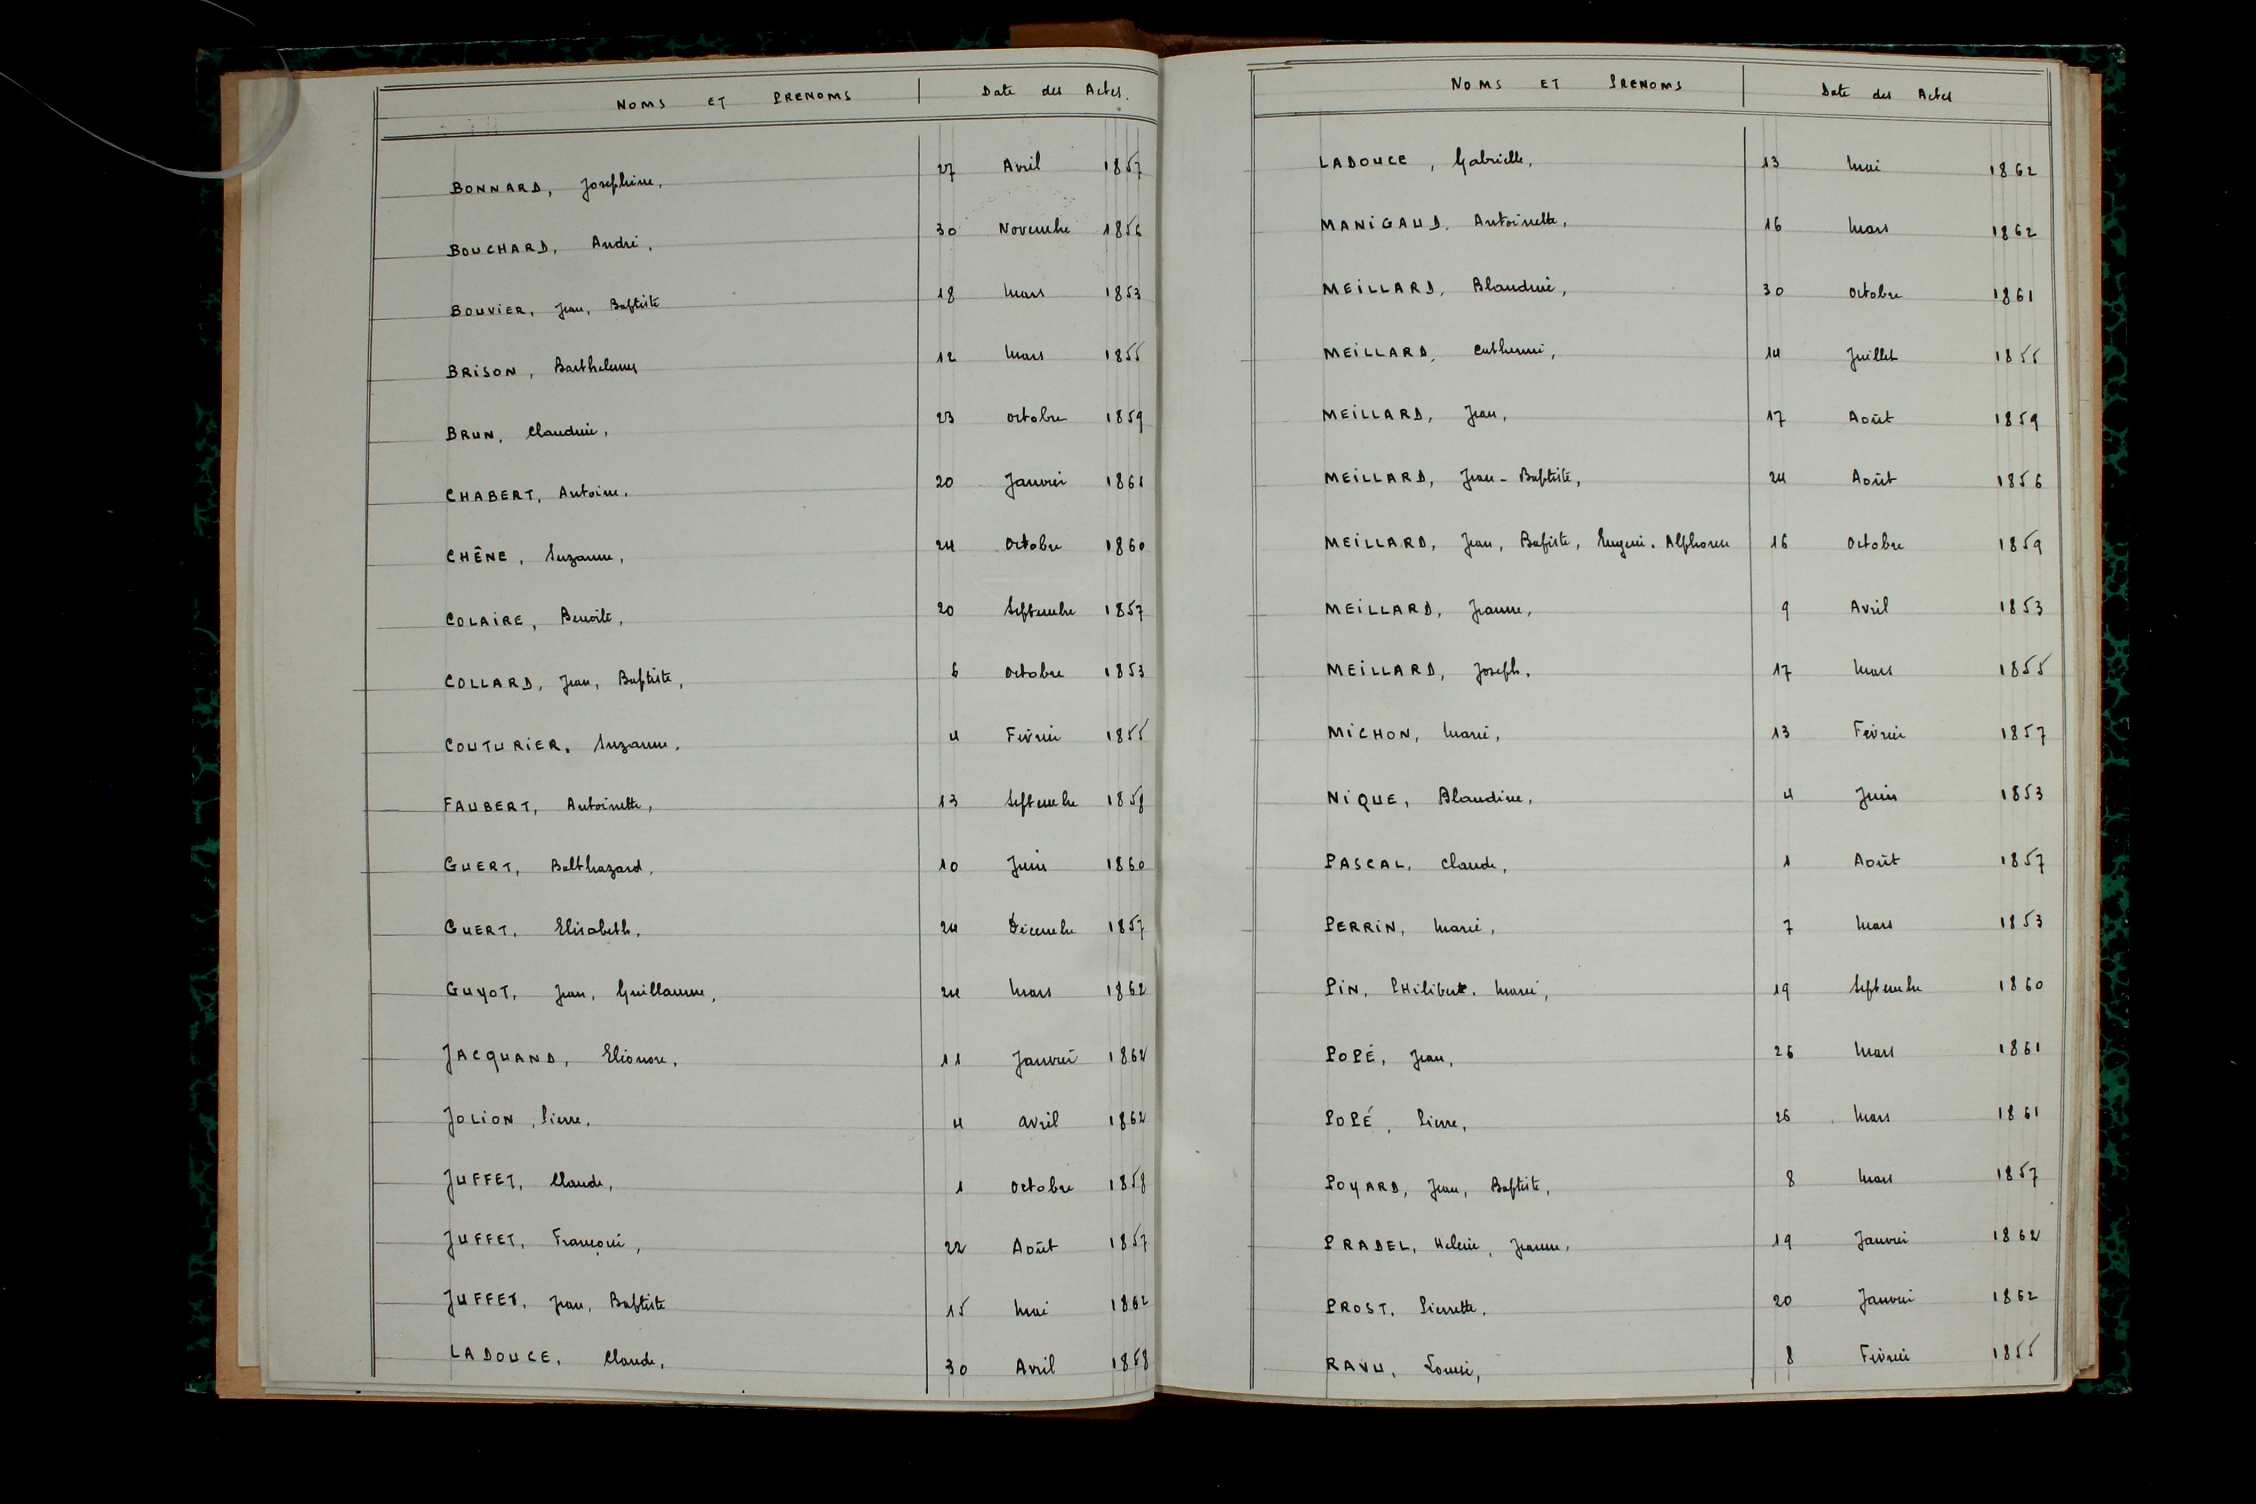 NOMS ET PRENOMS Date des Actes.
BONNARD, Josephine, 27 Avril 1857
BOUCHARD, André, 30 Novembre 1856
BOUVIER, Jean, Baptiste 18 Mars 1853
BRISON, Barthelemy 12 Mars 1855
BRUN, Claudine, 23 Octobre 1859
CHABERT, Antoine. 20 Janvier 1861
CHÊNE, Suzanne, 24 Octobre 1860
COLAIRE, Benoîte, 20 Septembre 1857
COLLARD, Jean, Baptiste, 6 Octobre 1853
COUTURIER, Suzanne. 4 Février 1855
FAUBERT, Antoinette, 13 Septembre 1858
GUERT, Balthazard, 10 Juin 1860
GUERT, Elisabeth, 24 Décembre 1857
GUYOT, Jean, Guillaume, 24 Mars 1862
JACQUAND, Eléonore, 11 Janvier 1862
JOLION, Pierre, 4 avril 1862
JUFFET, Claude, 1 Octobre 1858
JUFFET, Françoise, 22 Août 1857
JUFFET, Jean, Baptiste 15 Mai 1862
LADOUCE, Claude, 30 Avril 1858
NOMS ET PRENOMS Date des Actes
LADOUCE, Gabrielle, 13 Mai 1862
MANIGAUD, Antoinette, 16 Mars 1862
MEILLARD, Blandine, 30 Octobre 1861
MEILLARD, Catherine, 14 Juillet 1855
MEILLARD, Jean, 17 Août 1859
MEILLARD, Jean-Baptiste, 24 Août 1856
MEILLARD, Jean, Baptiste, Eugène. Alphonse 16 Octobre 1859
MEILLARD, Jeanne, 9 Avril 1853
MEILLARD, Joseph. 17 Mars 1855
MICHON, Marie, 13 Février 1857
NIQUE, Blandine, 4 Juin 1853
PASCAL, Claude, 1 Août 1857
PERRIN, Marie, 7 Mars 1853
PIN, PHilibert. Marie, 19 Septembre 1860
POPÉ, Jean, 26 Mars 1861
POPÉ, Pierre, 26 Mars 1861
POYARD, Jean, Baptiste, 8 Mars 1857
PRADEL, Helene, Jeanne, 19 Janvier 1862
PROST, Pierrette, 20 Janvier 1862
RAVU, Louise, 8 Février 1855